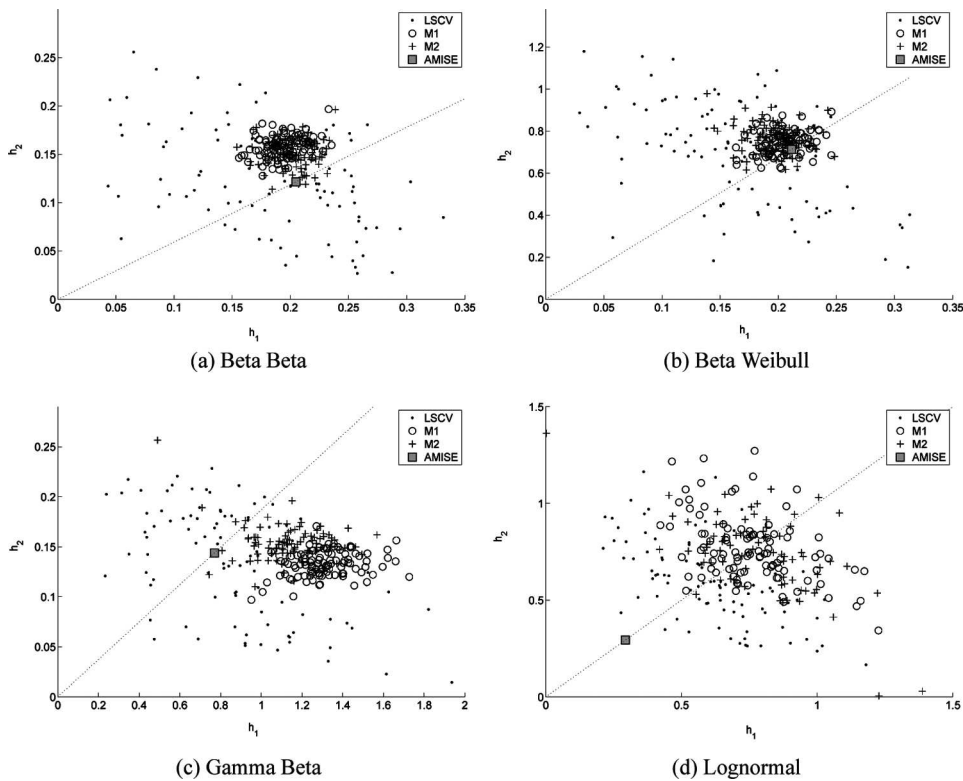 LSCV
M1
M2
AMISE
0.25
0.2
0.15
0.1
0.05
0
h2
0 0.05 0.1 0.15 0.2 0.25 0.3 0.35
h1
(a) Beta Beta
LSCV
M1
M2
AMISE
1.2
1
0.8
0.6
0.4
0.2
0
h2
0 0.05 0.1 0.15 0.2 0.25 0.3 0.35
h1
(b) Beta Weibull
LSCV
M1
M2
AMISE
0.25
0.2
0.15
0.1
0.05
0
h2
0 0.2 0.4 0.6 0.8 1 1.2 1.4 1.6 1.8 2
h1
(c) Gamma Beta
LSCV
M1
M2
AMISE
1.5
1
0.5
0
h2
0 0.5 1 1.5
h1
(d) Lognormal